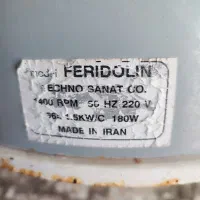 FERIDOLIN
ECHNO SANAT CO.
1400 RPM 50 HZ 220 V
1.5KW/C 180W
MADE IN IRAN